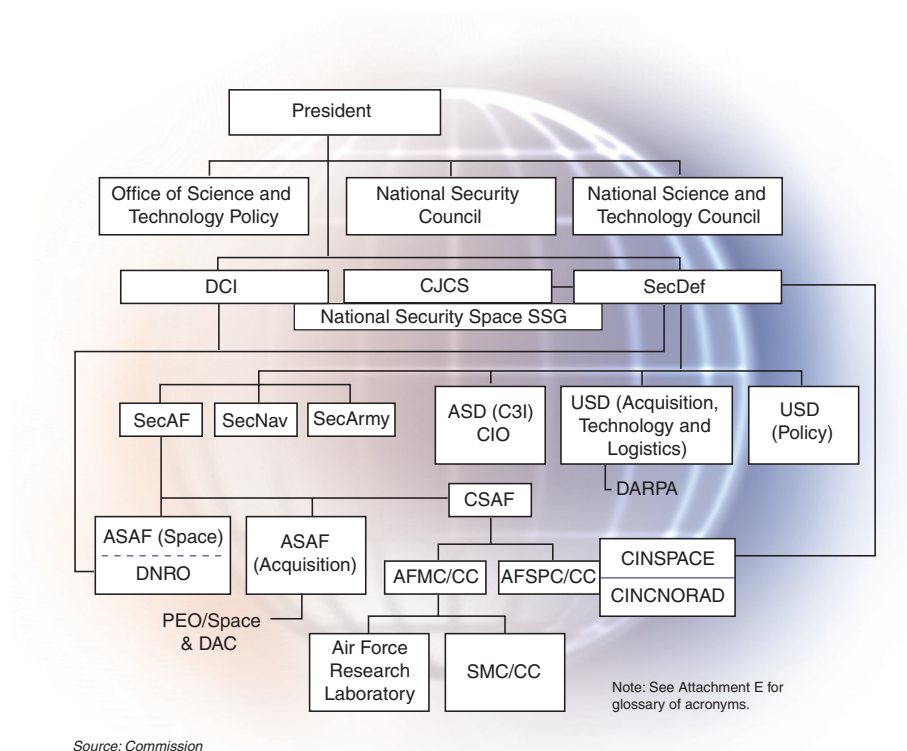 President
Office of Science and
Technology Policy
National Security
Council
National Science and
Technology Council
DCI
CJCS
SecDef
National Security Space SSG
SecAF
SecNav
SecArmy
ASD (C3I)
CIO
USD (Acquisition,
Technology and
Logistics)
USD
(Policy)
DARPA
CSAF
ASAF (Space)
DNRO
ASAF
(Acquisition)
AFMC/CC
AFSPC/CC
CINSPACE
CINCNORAD
PEO/Space
& DAC
Air Force
Research
Laboratory
SMC/CC
Note: See Attachment E for
glossary of acronyms.
Source: Commission